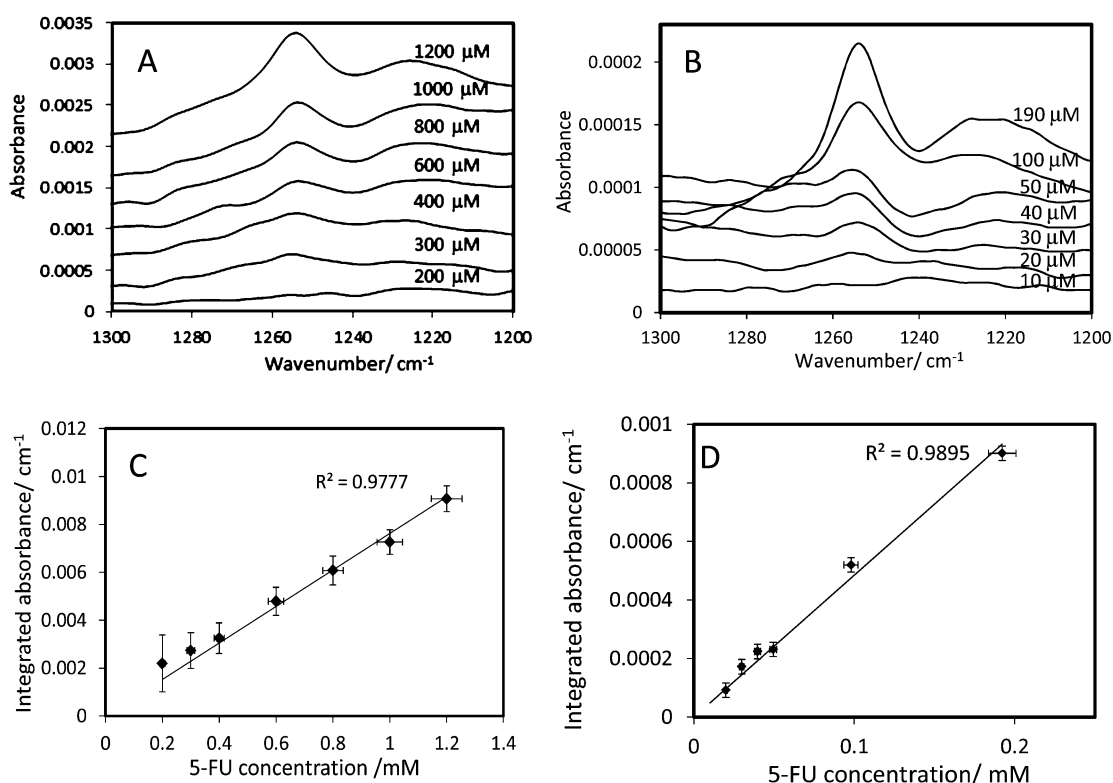 A
Absorbance
0.0035
0.003
0.0025
0.002
0.0015
0.001
0.0005
0
1200 µM
1000 µM
800 µM
600 µM
400 µM
300 µM
200 µM
1300 1280 1260 1240 1220 1200
Wavenumber/ cm⁻¹
B
Absorbance
0.0002
0.00015
0.0001
0.00005
0
190 µM
100 µM
50 µM
40 µM
30 µM
20 µM
10 µM
1300 1280 1260 1240 1220 1200
Wavenumber/ cm⁻¹
C
Integrated absorbance/ cm⁻¹
0.012
0.01
0.008
0.006
0.004
0.002
0
R² = 0.9777
0 0.2 0.4 0.6 0.8 1 1.2 1.4
5-FU concentration /mM
D
Integrated absorbance/ cm⁻¹
0.001
0.0008
0.0006
0.0004
0.0002
0
R² = 0.9895
0 0.1 0.2
5-FU concentration/ mM